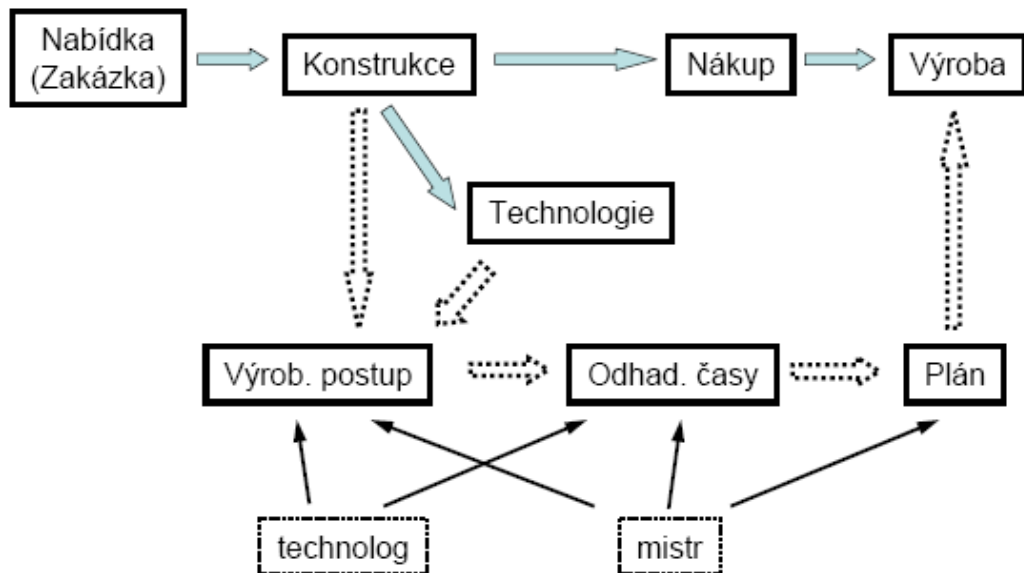 Nabídka
(Zakázka)
Konstrukce
Nákup
Výroba
Technologie
Výrob. postup
Odhad. časy
Plán
technolog
mistr